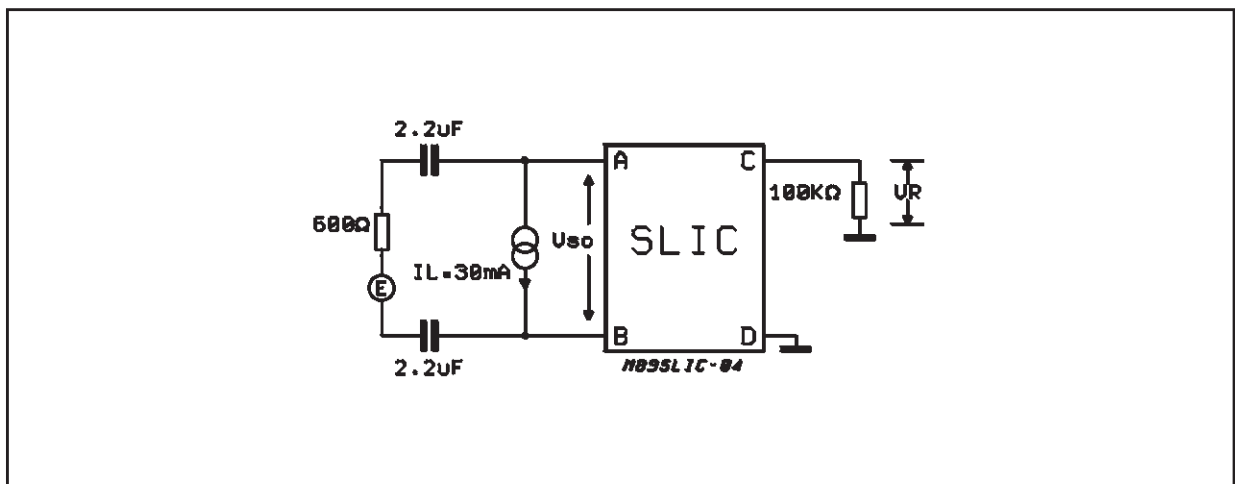 2.2uF
A
C
600Ω
IL=30mA
Vso
SLIC
100KΩ
VR
E
B
D
2.2uF
M89SLIC-04